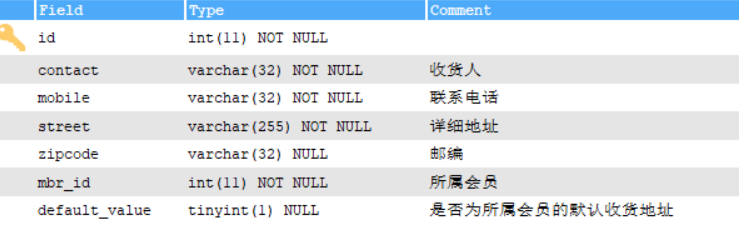 Field Type Comment
id int(11) NOT NULL
contact varchar(32) NOT NULL 收货人
mobile varchar(32) NOT NULL 联系电话
street varchar(255) NOT NULL 详细地址
zipcode varchar(32) NULL 邮编
mbr_id int(11) NOT NULL 所属会员
default_value tinyint(1) NULL 是否为所属会员的默认收货地址